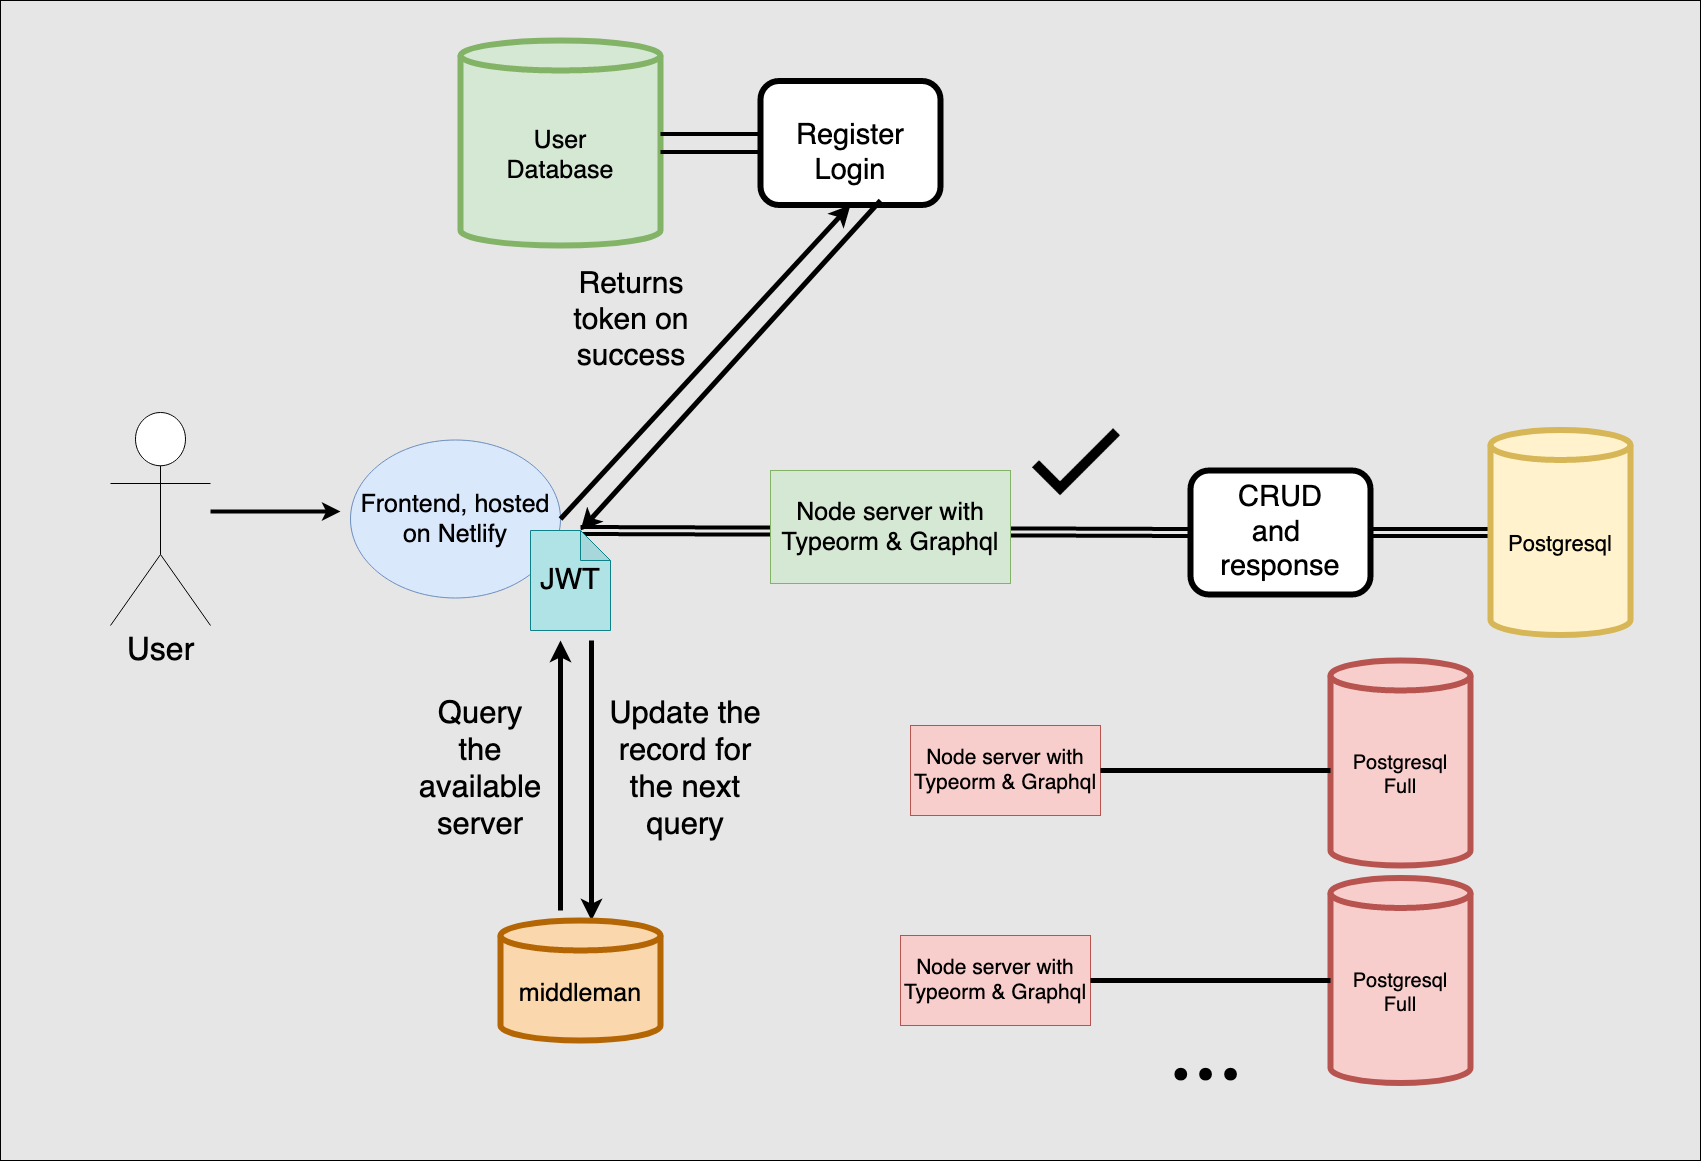 User
Database
Register
Login
Returns
token on
success
Frontend, hosted
on Netlify
JWT
User
Node server with
Typeorm & Graphql
CRUD
and
response
Postgresql
Query
the
available
server
Update the
record for
the next
query
middleman
Node server with
Typeorm & Graphql
Postgresql
Full
Node server with
Typeorm & Graphql
Postgresql
Full
...